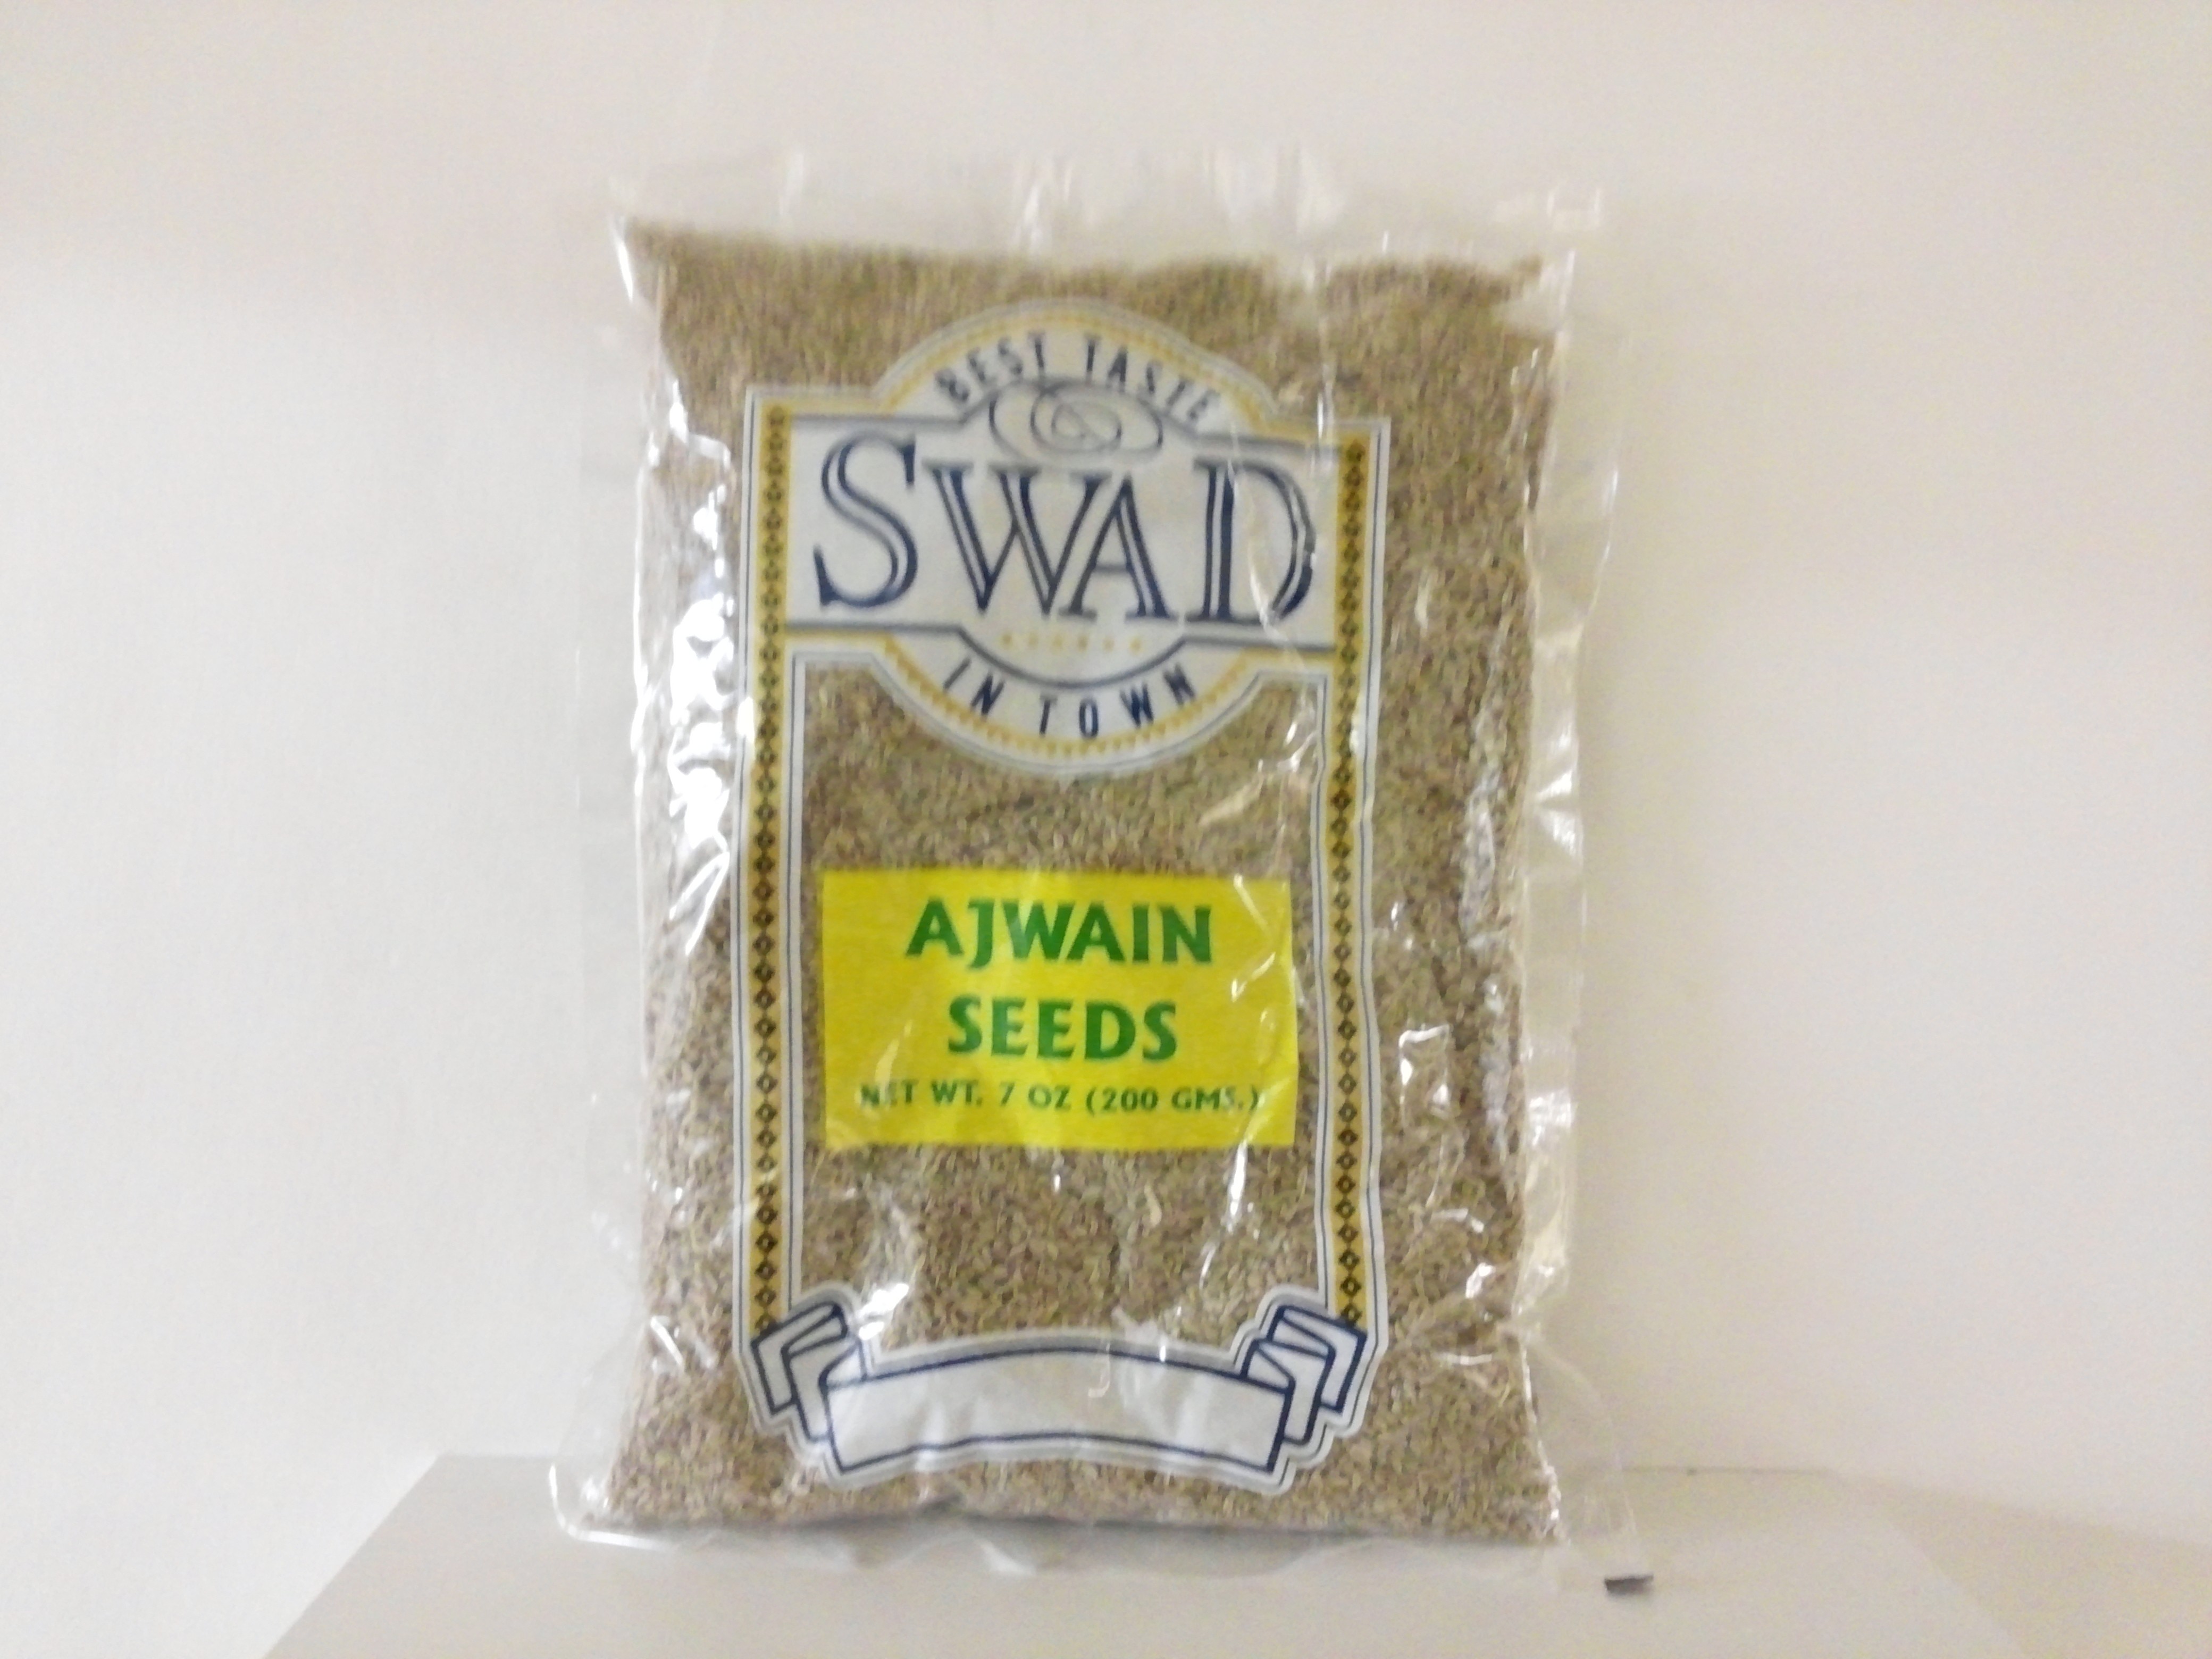 BEST TASTE
SWAD
IN TOWN
AJWAIN
SEEDS
NET WT. 7 OZ (200 GMS.)